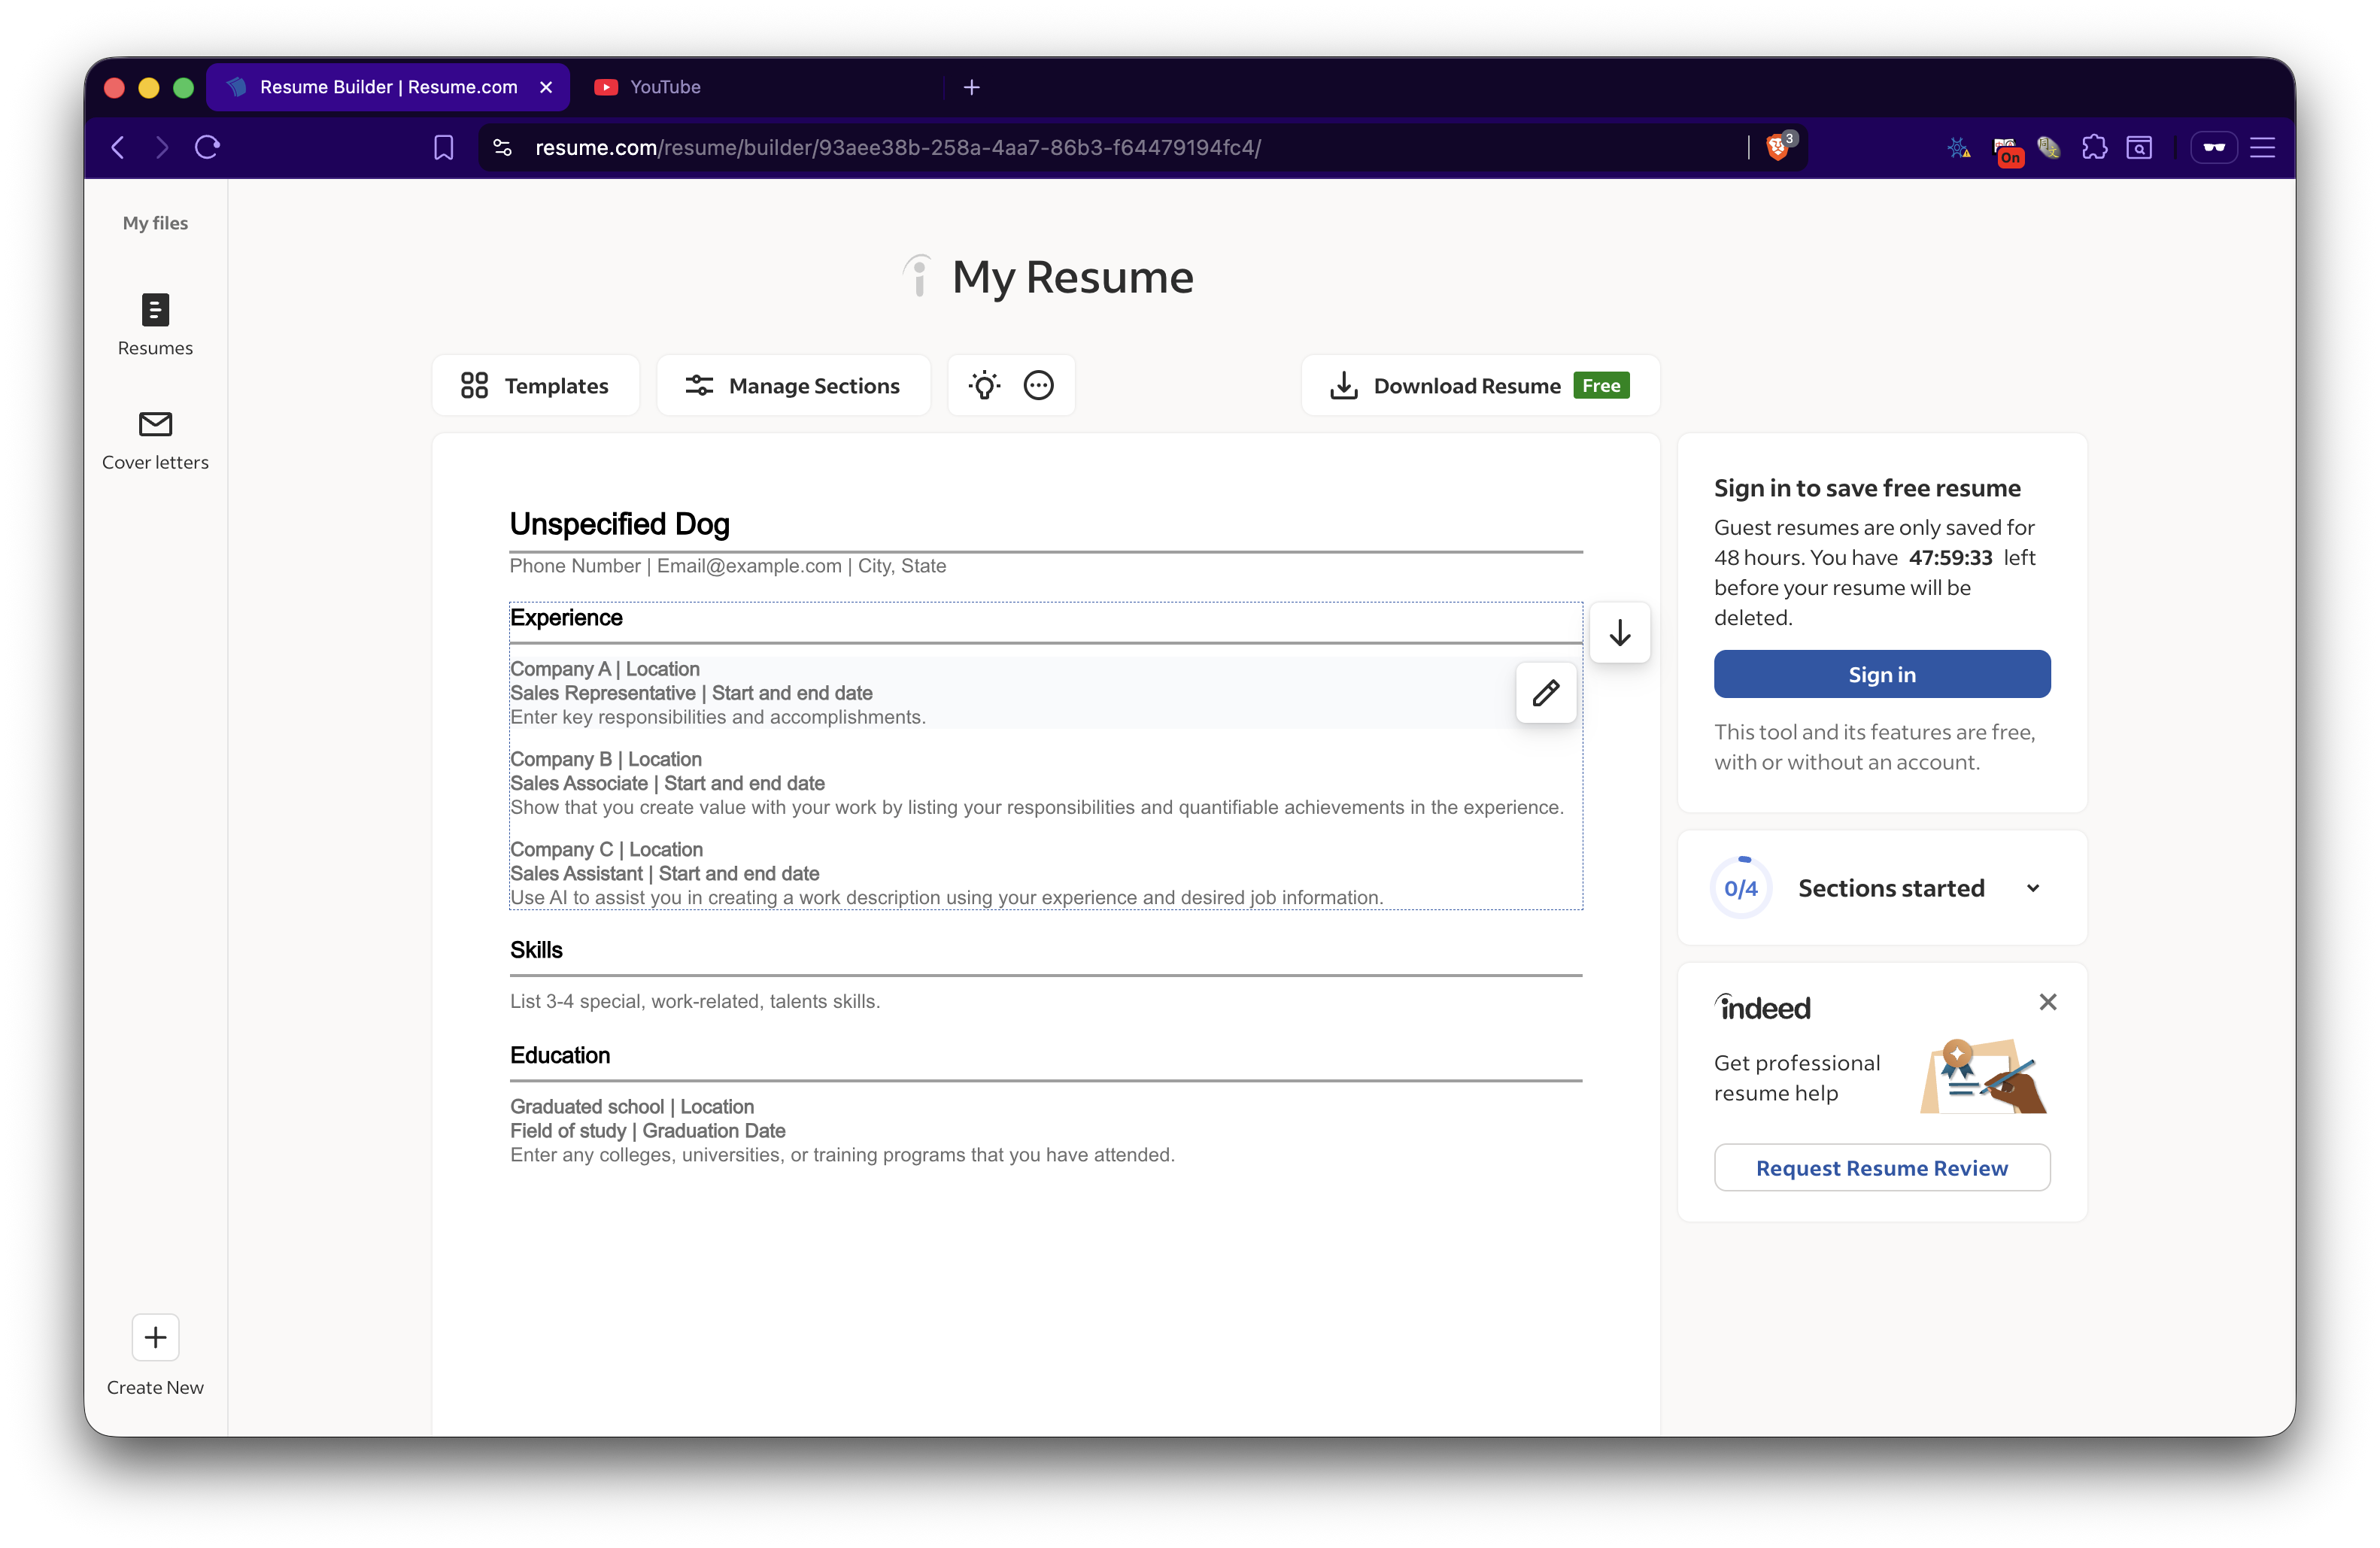 Resume Builder | Resume.com
YouTube
resume.com/resume/builder/93aee38b-258a-4aa7-86b3-f64479194fc4/
3
On
My files
Resumes
Cover letters
Create New
My Resume
Templates
Manage Sections
Download Resume Free
Unspecified Dog
Phone Number | Email@example.com | City, State
Experience
Company A | Location
Sales Representative | Start and end date
Enter key responsibilities and accomplishments.
Company B | Location
Sales Associate | Start and end date
Show that you create value with your work by listing your responsibilities and quantifiable achievements in the experience.
Company C | Location
Sales Assistant | Start and end date
Use AI to assist you in creating a work description using your experience and desired job information.
Skills
List 3-4 special, work-related, talents skills.
Education
Graduated school | Location
Field of study | Graduation Date
Enter any colleges, universities, or training programs that you have attended.
Sign in to save free resume
Guest resumes are only saved for
48 hours. You have 47:59:33 left
before your resume will be
deleted.
Sign in
This tool and its features are free,
with or without an account.
0/4 Sections started
indeed
Get professional
resume help
Request Resume Review